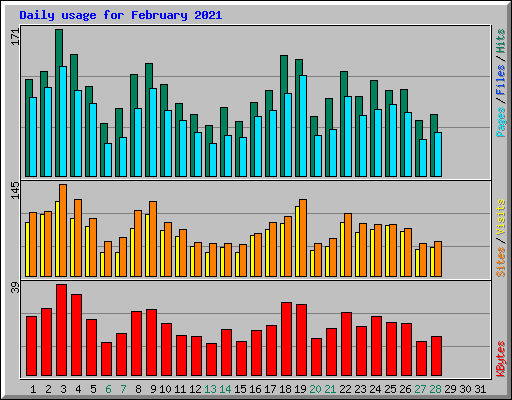 Daily usage for February 2021
171
Pages / Files / Hits
145
Sites / Visits
39
KBytes
1 2 3 4 5 6 7 8 9 10 11 12 13 14 15 16 17 18 19 20 21 22 23 24 25 26 27 28 29 30 31